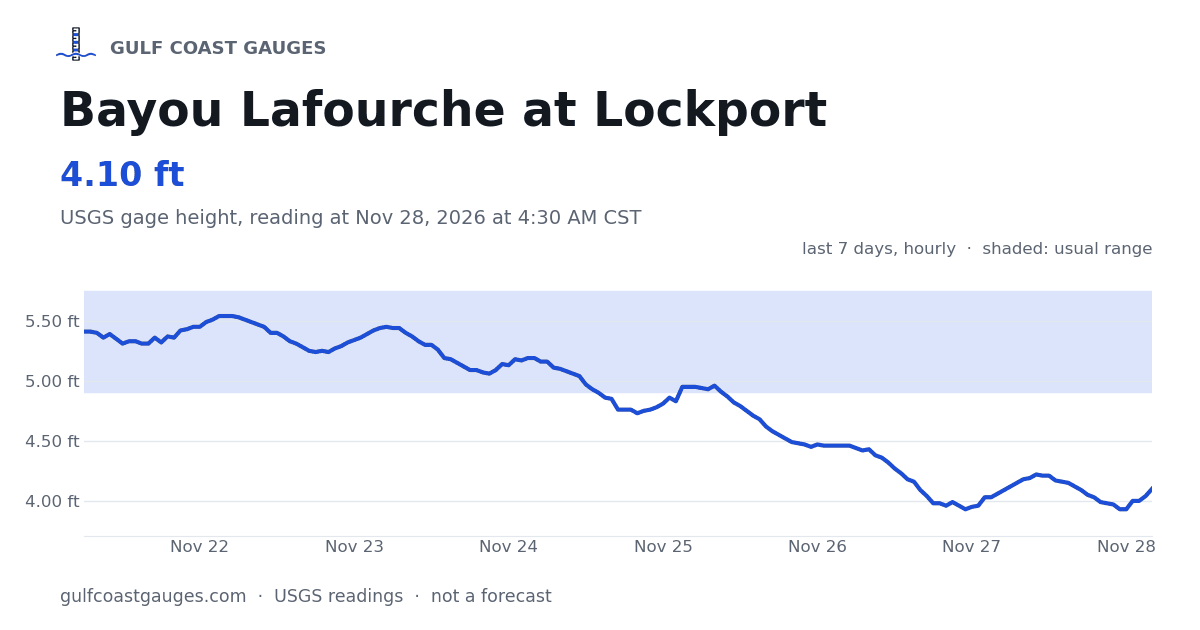 GULF COAST GAUGES
Bayou Lafourche at Lockport
4.10 ft
USGS gage height, reading at Nov 28, 2026 at 4:30 AM CST
last 7 days, hourly · shaded: usual range
5.50 ft
5.00 ft
4.50 ft
4.00 ft
Nov 22 Nov 23 Nov 24 Nov 25 Nov 26 Nov 27 Nov 28
gulfcoastgauges.com · USGS readings · not a forecast